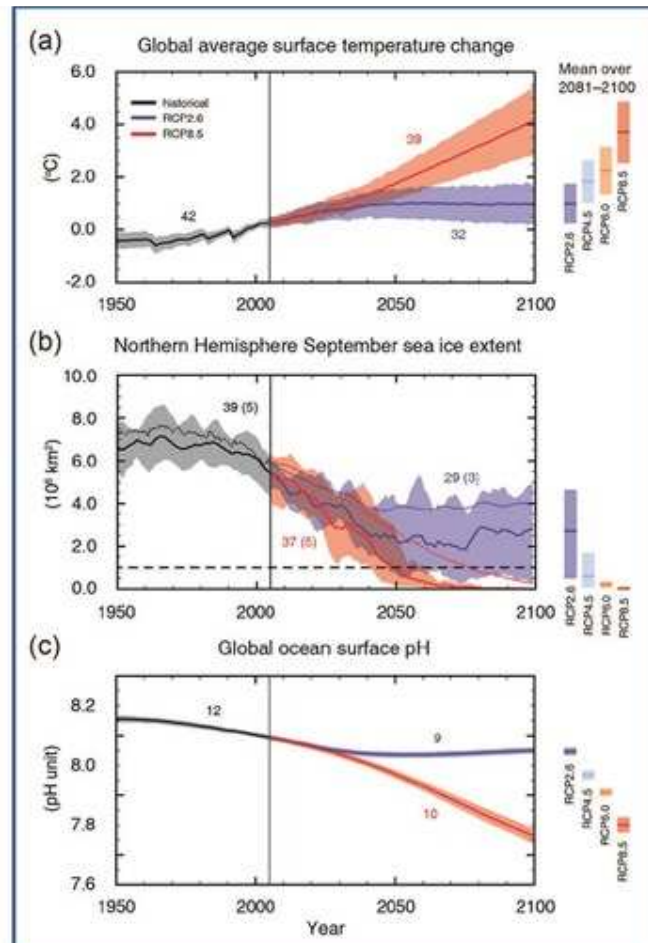 (a)
Global average surface temperature change
Mean over
2081–2100
6.0
4.0
2.0
0.0
-2.0
(°C)
historical
RCP2.6
RCP8.5
42
39
32
1950
2000
2050
2100
RCP2.6
RCP4.5
RCP6.0
RCP8.5
(b)
Northern Hemisphere September sea ice extent
10.0
8.0
6.0
4.0
2.0
0.0
(10⁶ km²)
39 (5)
29 (3)
37 (5)
1950
2000
2050
2100
RCP2.6
RCP4.5
RCP6.0
RCP8.5
(c)
Global ocean surface pH
8.2
8.0
7.8
7.6
(pH unit)
12
9
10
1950
2000
2050
2100
Year
RCP2.6
RCP4.5
RCP6.0
RCP8.5